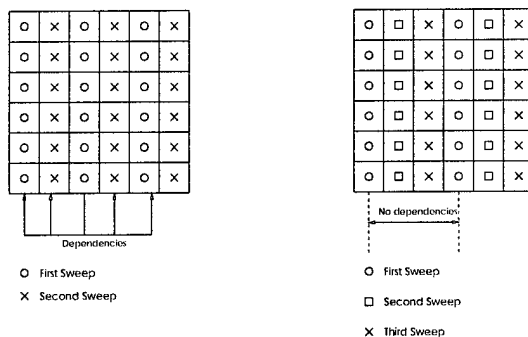 Dependencies
○ First Sweep
× Second Sweep
No dependencies
○ First Sweep
□ Second Sweep
× Third Sweep